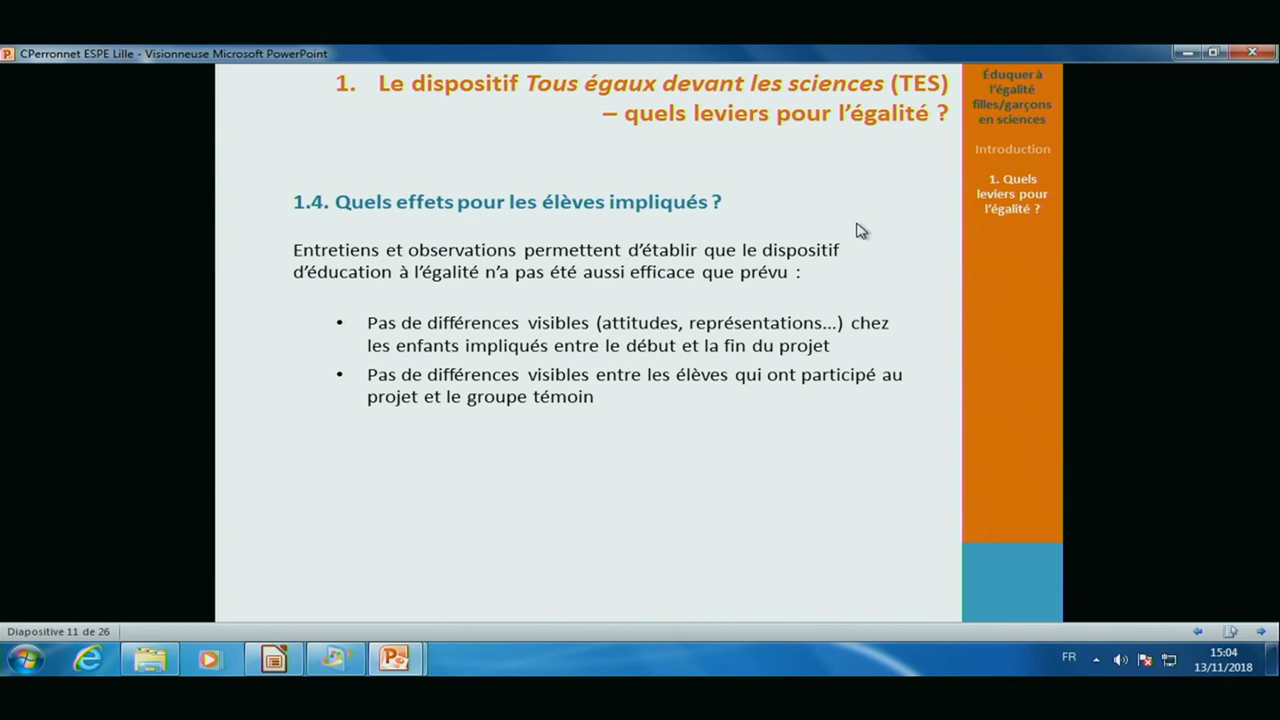 CPerronnet ESPE Lille - Visionneuse Microsoft PowerPoint
1. Le dispositif Tous égaux devant les sciences (TES)
– quels leviers pour l'égalité ?
Éduquer à
l'égalité
filles/garçons
en sciences
Introduction
1. Quels
leviers pour
l'égalité ?
1.4. Quels effets pour les élèves impliqués ?
Entretiens et observations permettent d'établir que le dispositif
d'éducation à l'égalité n'a pas été aussi efficace que prévu :
• Pas de différences visibles (attitudes, représentations...) chez
les enfants impliqués entre le début et la fin du projet
• Pas de différences visibles entre les élèves qui ont participé au
projet et le groupe témoin
Diapositive 11 de 26
FR
15:04
13/11/2018